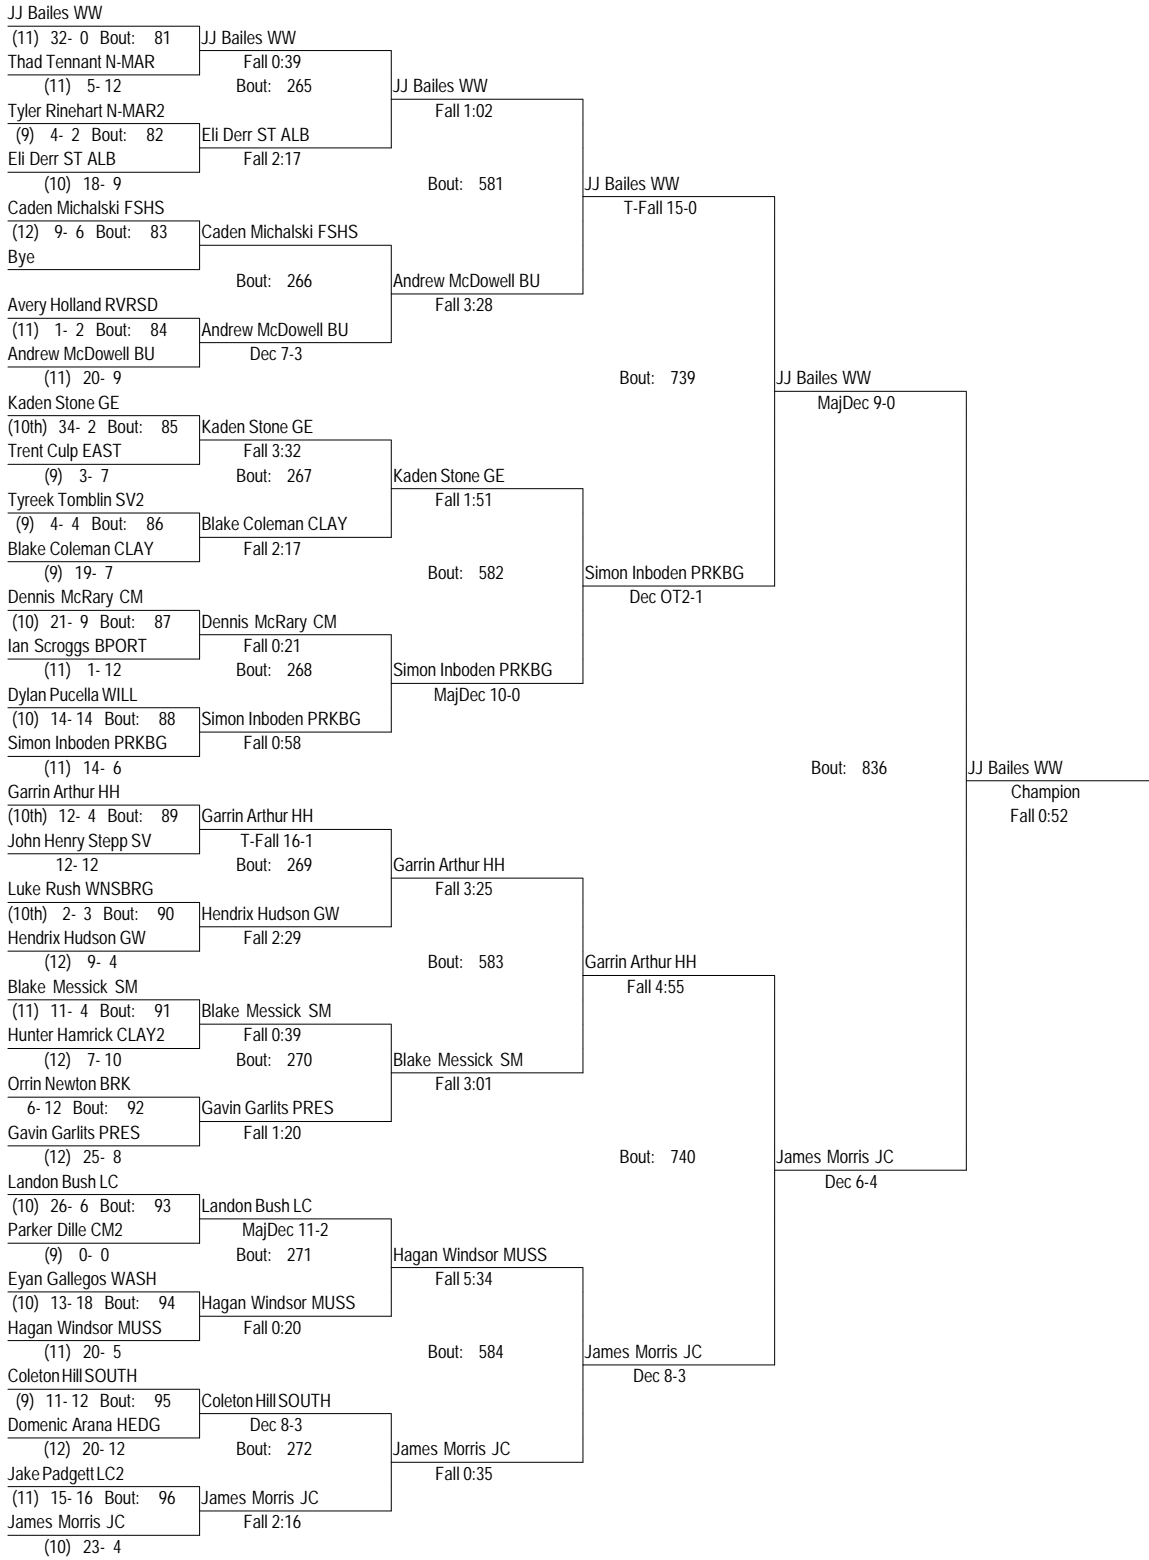 JJ Bailes WW
(11) 32- 0 Bout: 81
JJ Bailes WW
Thad Tennant N-MAR
Fall 0:39
(11) 5- 12
Bout: 265
JJ Bailes WW
Tyler Rinehart N-MAR2
Fall 1:02
(9) 4- 2 Bout: 82
Eli Derr ST ALB
Eli Derr ST ALB
Fall 2:17
(10) 18- 9
Bout: 581
JJ Bailes WW
Caden Michalski FSHS
T-Fall 15-0
(12) 9- 6 Bout: 83
Caden Michalski FSHS
Bye
Bout: 266
Andrew McDowell BU
Avery Holland RVRSD
Fall 3:28
(11) 1- 2 Bout: 84
Andrew McDowell BU
Andrew McDowell BU
Dec 7-3
(11) 20- 9
Bout: 739
JJ Bailes WW
Kaden Stone GE
MajDec 9-0
(10th) 34- 2 Bout: 85
Kaden Stone GE
Trent Culp EAST
Fall 3:32
(9) 3- 7
Bout: 267
Kaden Stone GE
Tyreek Tomblin SV2
Fall 1:51
(9) 4- 4 Bout: 86
Blake Coleman CLAY
Blake Coleman CLAY
Fall 2:17
(9) 19- 7
Bout: 582
Simon Inboden PRKBG
Dennis McRary CM
Dec OT2-1
(10) 21- 9 Bout: 87
Dennis McRary CM
Ian Scroggs BPORT
Fall 0:21
(11) 1- 12
Bout: 268
Simon Inboden PRKBG
Dylan Pucella WILL
MajDec 10-0
(10) 14- 14 Bout: 88
Simon Inboden PRKBG
Simon Inboden PRKBG
Fall 0:58
(11) 14- 6
Bout: 836
JJ Bailes WW
Garrin Arthur HH
Champion
(10th) 12- 4 Bout: 89
Garrin Arthur HH
Fall 0:52
John Henry Stepp SV
T-Fall 16-1
12- 12
Bout: 269
Garrin Arthur HH
Luke Rush WNSBRG
Fall 3:25
(10th) 2- 3 Bout: 90
Hendrix Hudson GW
Hendrix Hudson GW
Fall 2:29
(12) 9- 4
Bout: 583
Garrin Arthur HH
Blake Messick SM
Fall 4:55
(11) 11- 4 Bout: 91
Blake Messick SM
Hunter Hamrick CLAY2
Fall 0:39
(12) 7- 10
Bout: 270
Blake Messick SM
Orrin Newton BRK
Fall 3:01
6- 12 Bout: 92
Gavin Garlits PRES
Gavin Garlits PRES
Fall 1:20
(12) 25- 8
Bout: 740
James Morris JC
Landon Bush LC
Dec 6-4
(10) 26- 6 Bout: 93
Landon Bush LC
Parker Dille CM2
MajDec 11-2
(9) 0- 0
Bout: 271
Hagan Windsor MUSS
Eyan Gallegos WASH
Fall 5:34
(10) 13- 18 Bout: 94
Hagan Windsor MUSS
Hagan Windsor MUSS
Fall 0:20
(11) 20- 5
Bout: 584
James Morris JC
Coleton Hill SOUTH
Dec 8-3
(9) 11- 12 Bout: 95
Coleton Hill SOUTH
Domenic Arana HEDG
Dec 8-3
(12) 20- 12
Bout: 272
James Morris JC
Jake Padgett LC2
Fall 0:35
(11) 15- 16 Bout: 96
James Morris JC
James Morris JC
Fall 2:16
(10) 23- 4